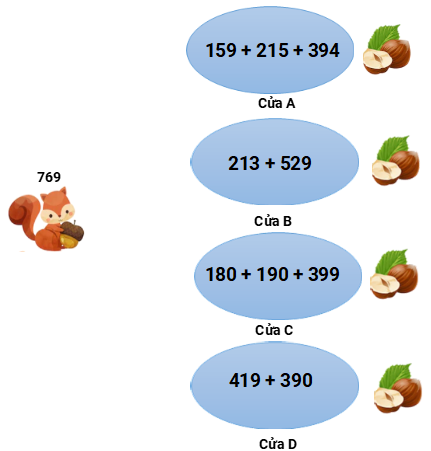 159 + 215 + 394
Cửa A
213 + 529
769
Cửa B
180 + 190 + 399
Cửa C
419 + 390
Cửa D